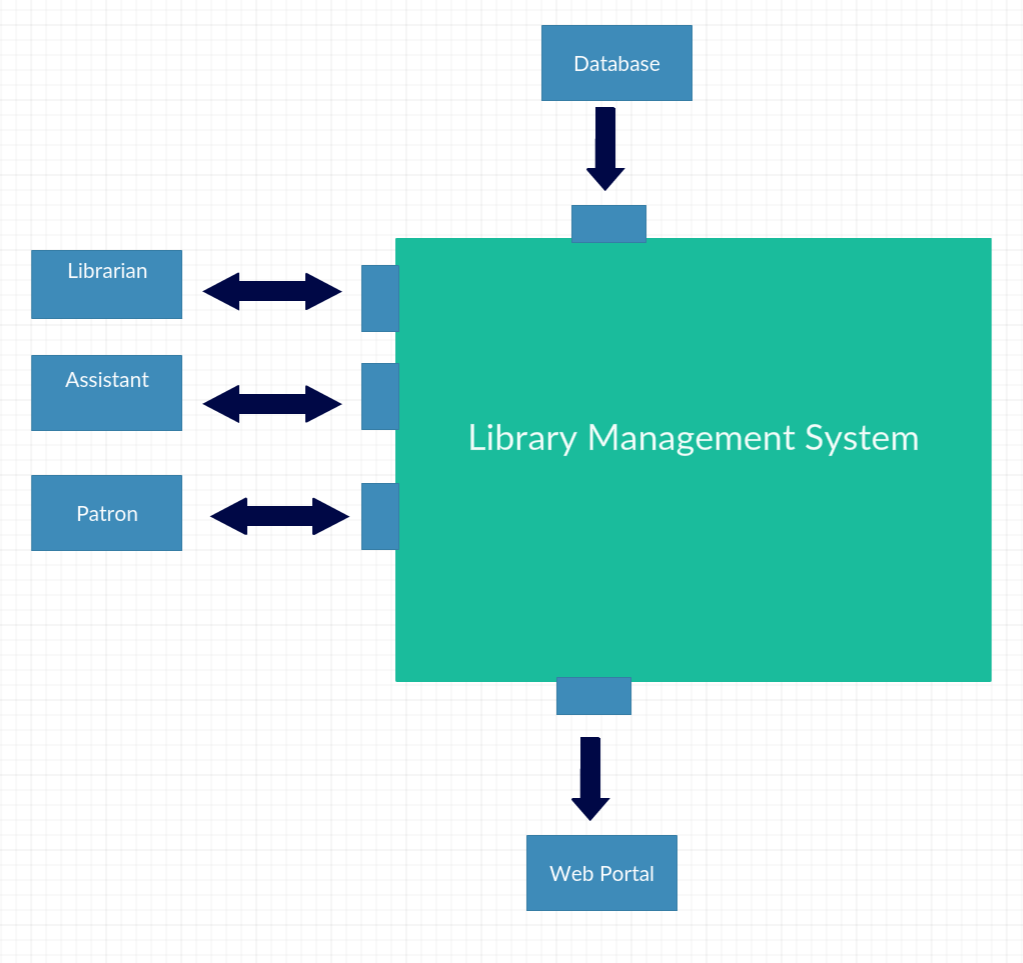 Database
Librarian
Assistant
Library Management System
Patron
Web Portal